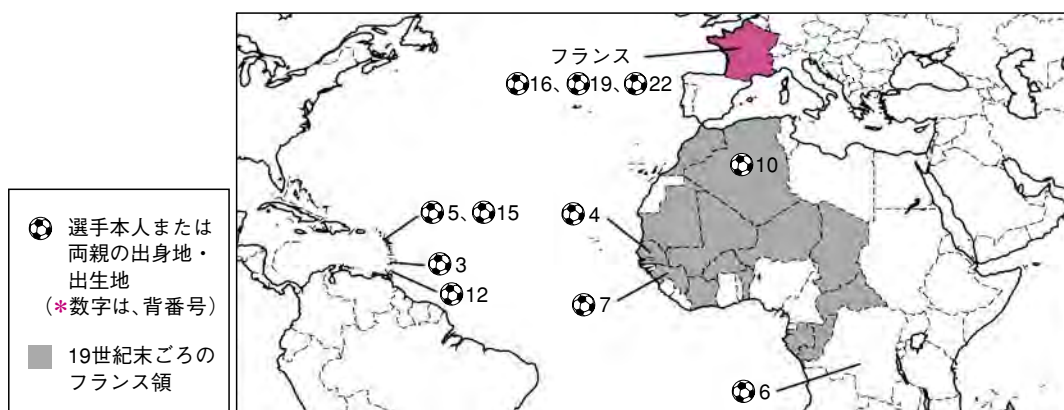 フランス
16、19、22
10
5、15
4
3
12
7
6
選手本人または
両親の出身地・
出生地
(*数字は、背番号)
19世紀末ごろの
フランス領